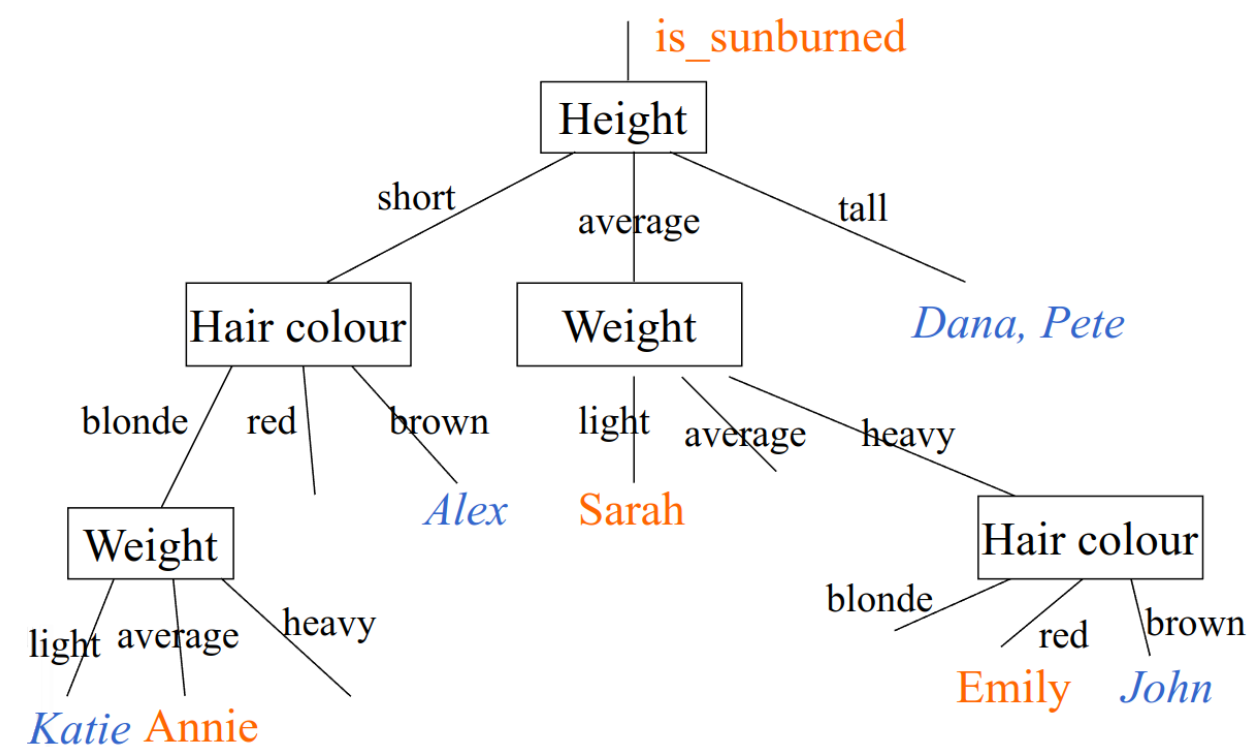 is_sunburned
Height
short
average
tall
Hair colour
Weight
Dana, Pete
blonde
red
brown
light
average
heavy
Alex
Sarah
Weight
Hair colour
light
average
heavy
blonde
red
brown
Katie
Annie
Emily
John